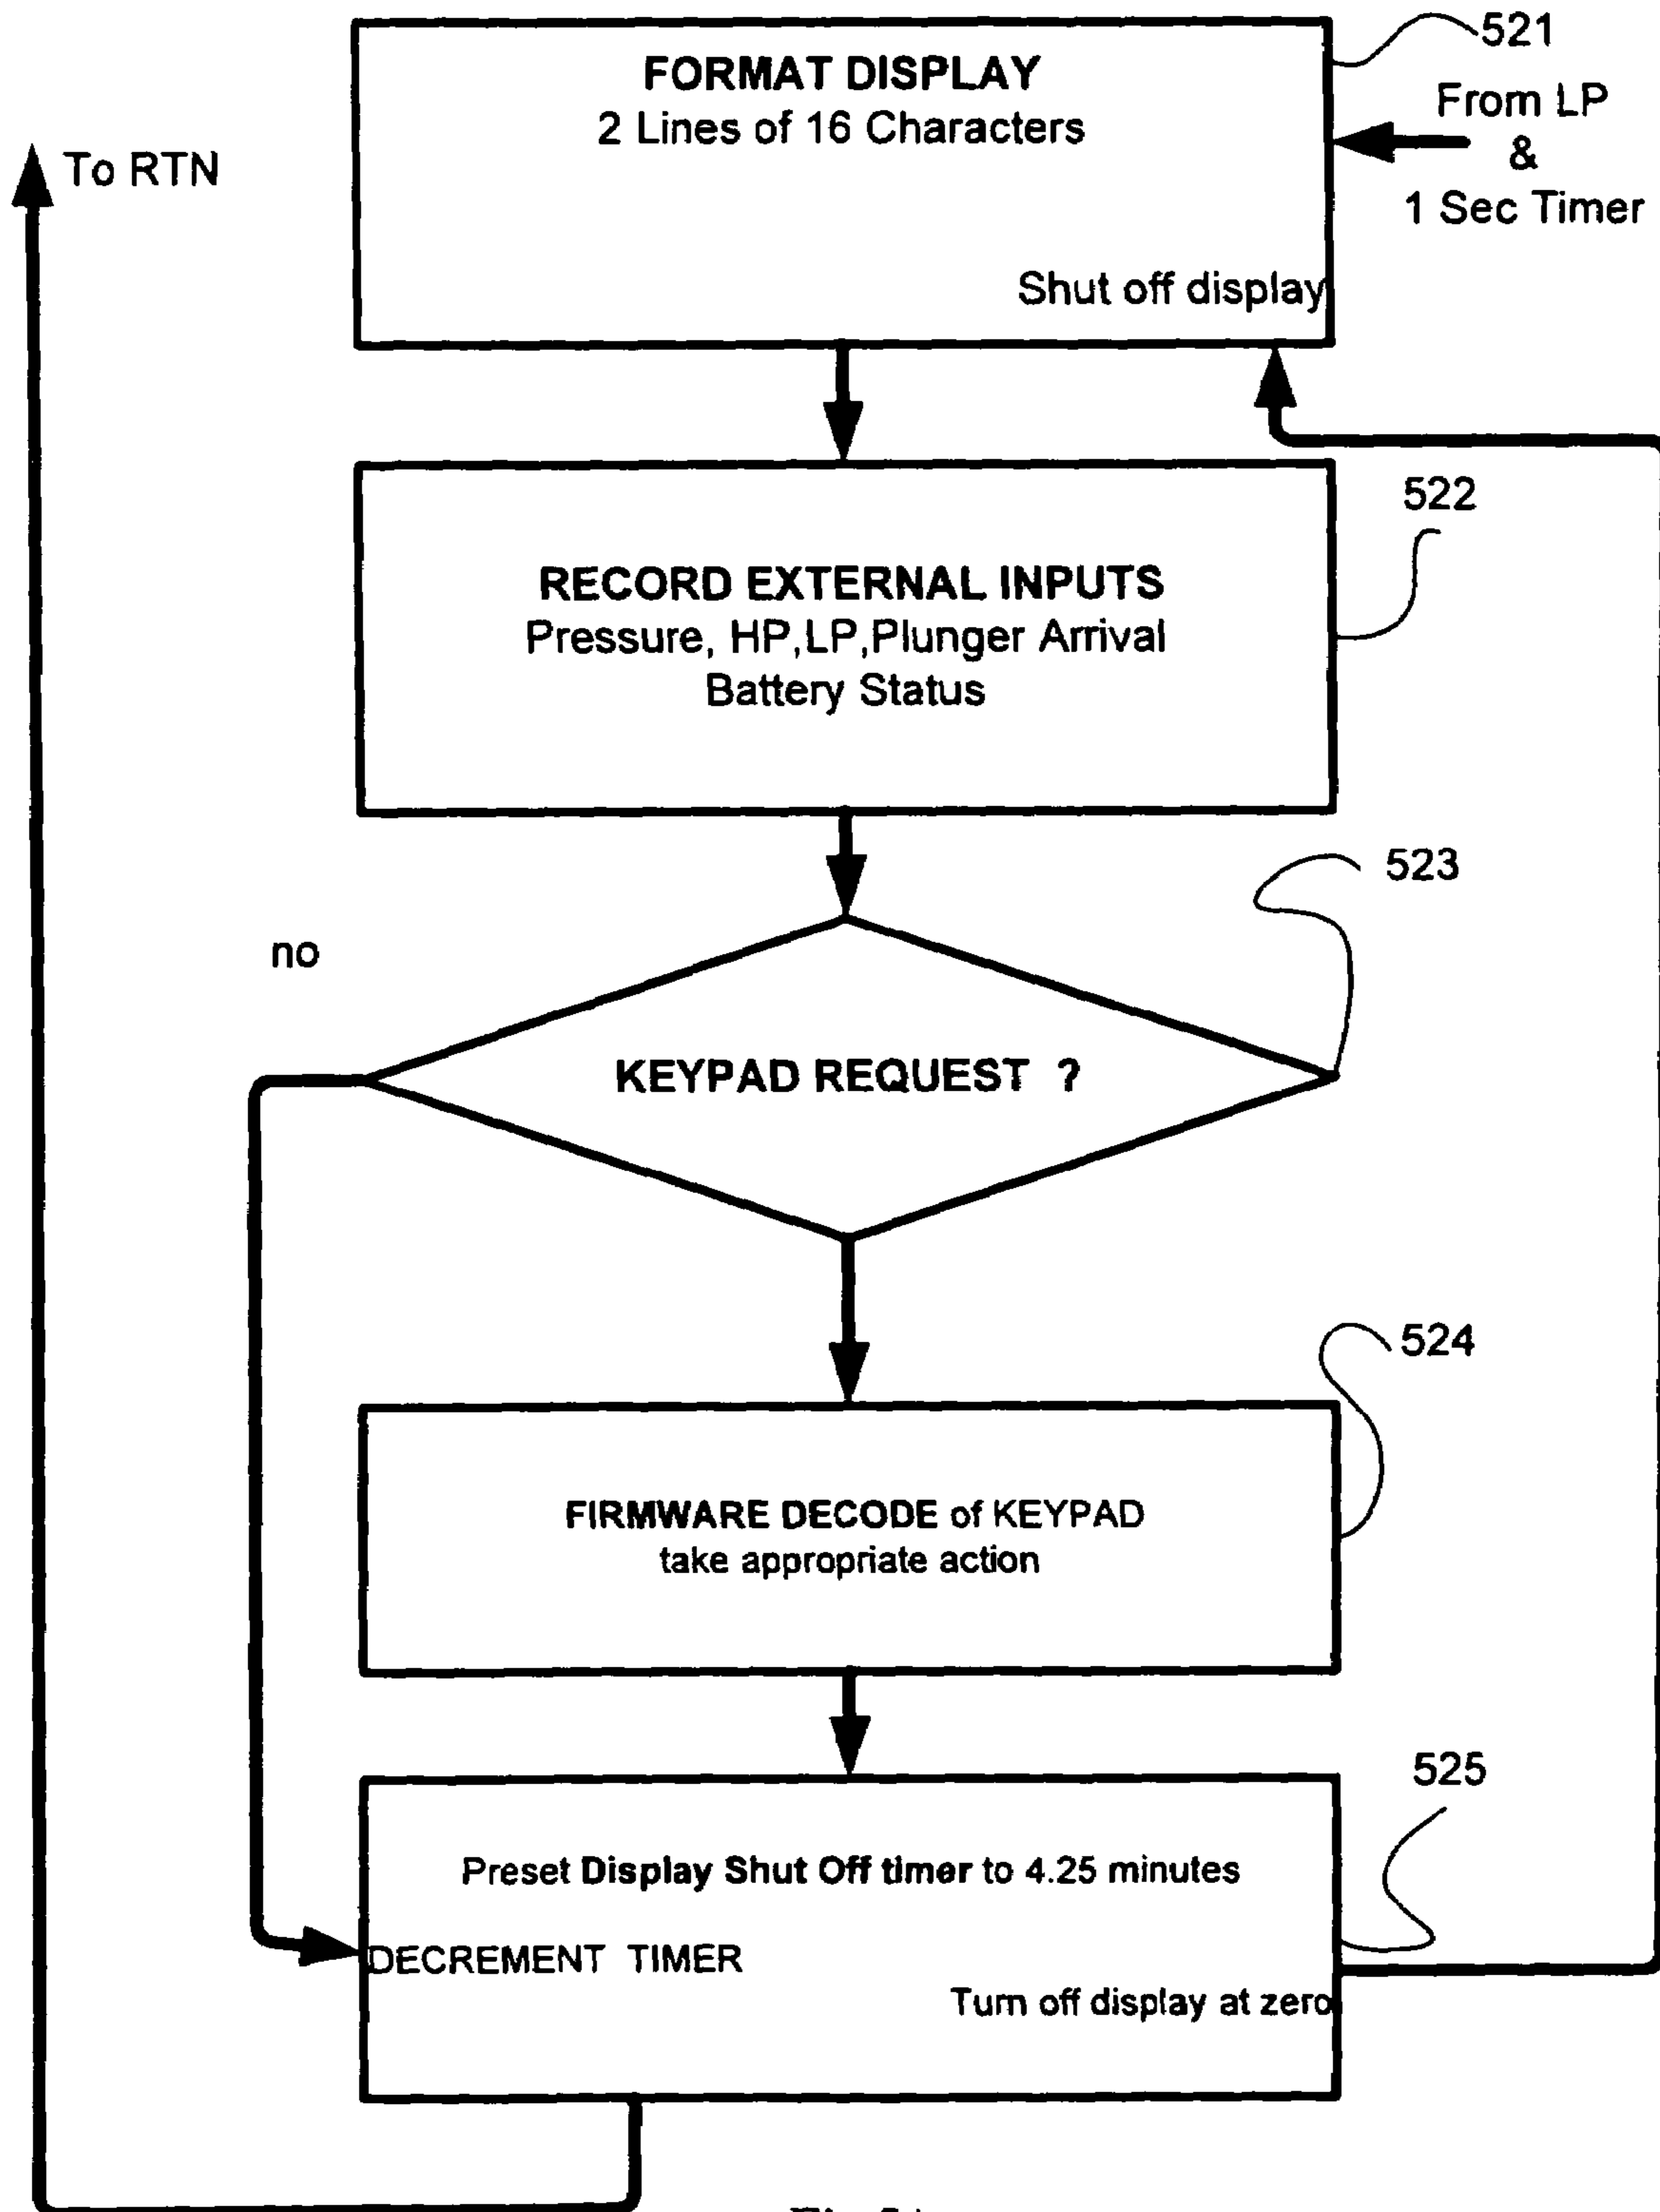 521
FORMAT DISPLAY
2 Lines of 16 Characters
From LP
&
1 Sec Timer
To RTN
Shut off display
522
RECORD EXTERNAL INPUTS
Pressure, HP,LP,Plunger Arrival
Battery Status
523
no
KEYPAD REQUEST ?
524
FIRMWARE DECODE of KEYPAD
take appropriate action
525
Preset Display Shut Off timer to 4.25 minutes
DECREMENT TIMER
Turn off display at zero